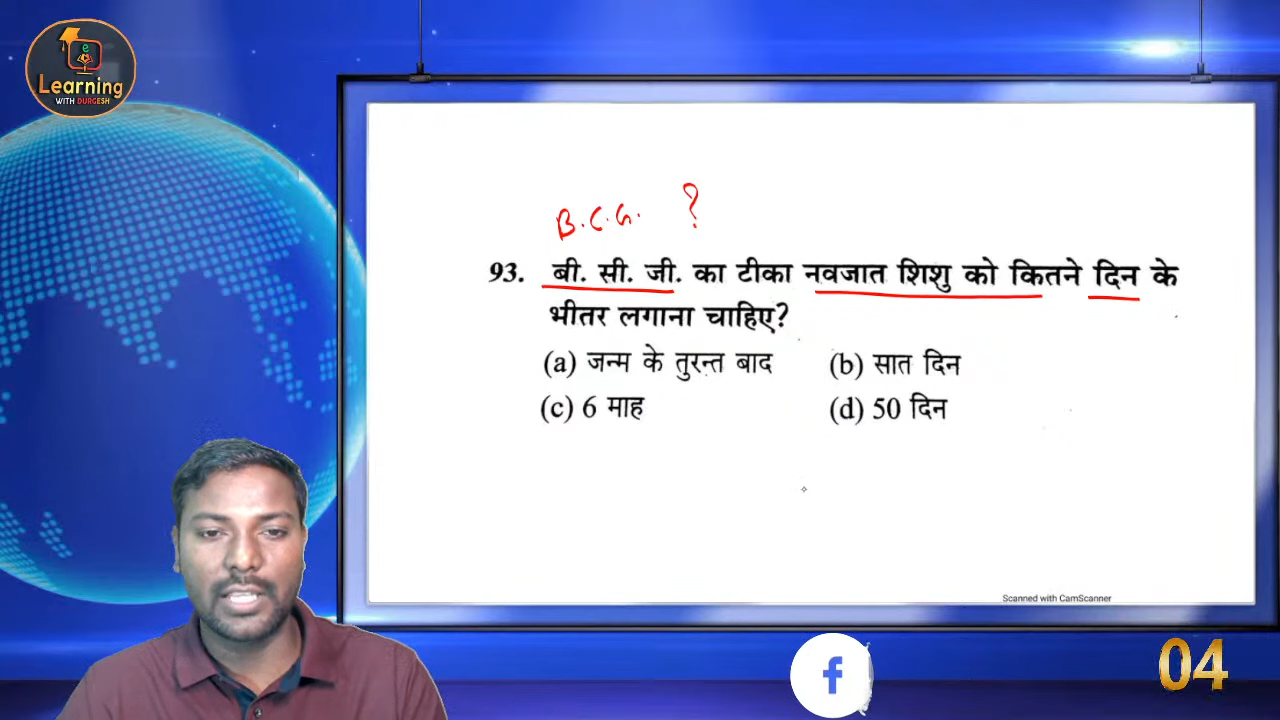 e
Learning
WITH DURGESH
B.C.G. ?
93. बी. सी. जी. का टीका नवजात शिशु को कितने दिन के
भीतर लगाना चाहिए?
(a) जन्म के तुरन्त बाद (b) सात दिन
(c) 6 माह (d) 50 दिन
Scanned with CamScanner
f
04